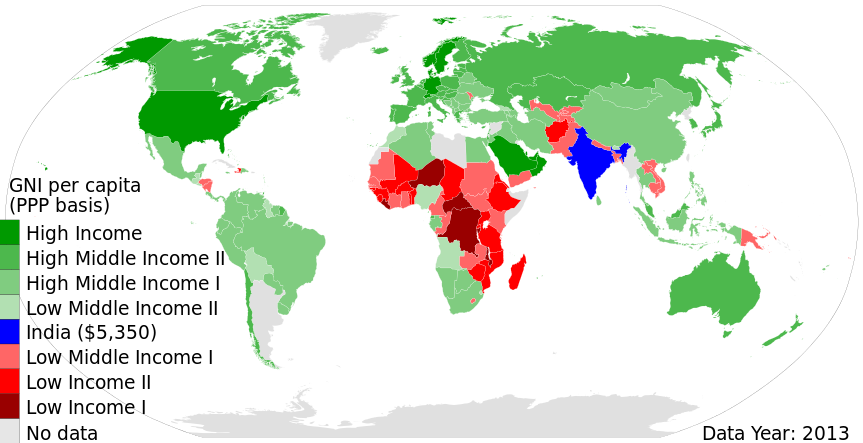 GNI per capita
(PPP basis)
High Income
High Middle Income II
High Middle Income I
Low Middle Income II
India ($5,350)
Low Middle Income I
Low Income II
Low Income I
No data
Data Year: 2013